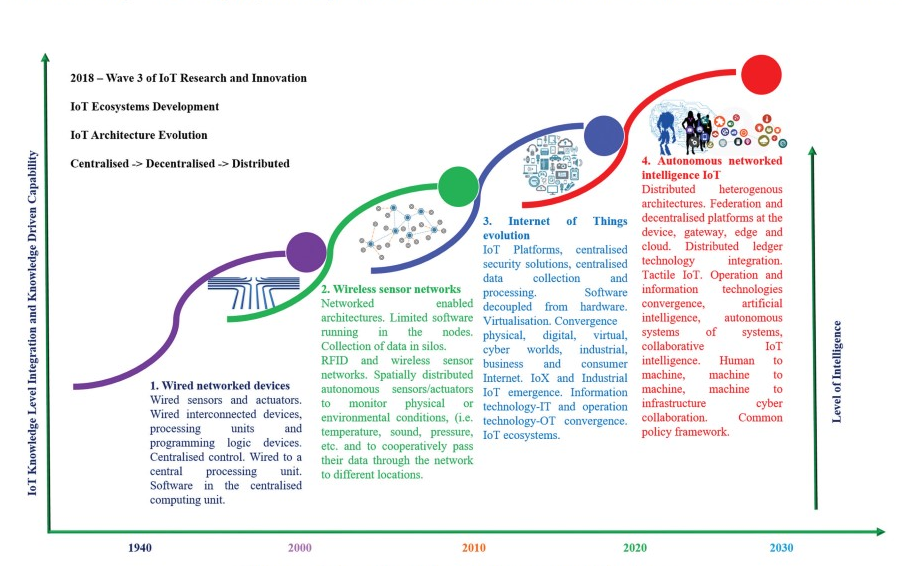 2018 – Wave 3 of IoT Research and Innovation
IoT Ecosystems Development
IoT Architecture Evolution
Centralised -> Decentralised -> Distributed
IoT Knowledge Level Integration and Knowledge Driven Capability
1. Wired networked devices
Wired sensors and actuators.
Wired interconnected devices,
processing units and
programming logic devices.
Centralised control. Wired to a
central processing unit.
Software in the centralised
computing unit.
2. Wireless sensor networks
Networked enabled
architectures. Limited software
running in the nodes.
Collection of data in silos.
RFID and wireless sensor
networks. Spatially distributed
autonomous sensors/actuators
to monitor physical or
environmental conditions, (i.e.
temperature, sound, pressure,
etc. and to cooperatively pass
their data through the network
to different locations.
3. Internet of Things
evolution
IoT Platforms, centralised
security solutions, centralised
data collection and
processing. Software
decoupled from hardware.
Virtualisation. Convergence
physical, digital, virtual,
cyber worlds, industrial,
business and consumer
Internet. IoX and Industrial
IoT emergence. Information
technology-IT and operation
technology-OT convergence.
IoT ecosystems.
4. Autonomous networked
intelligence IoT
Distributed heterogenous
architectures. Federation and
decentralised platforms at the
device, gateway, edge and
cloud. Distributed ledger
technology integration.
Tactile IoT. Operation and
information technologies
convergence, artificial
intelligence, autonomous
systems of systems,
collaborative IoT
intelligence. Human to
machine, machine to
machine, machine to
infrastructure cyber
collaboration. Common
policy framework.
Level of Intelligence
1940 2000 2010 2020 2030